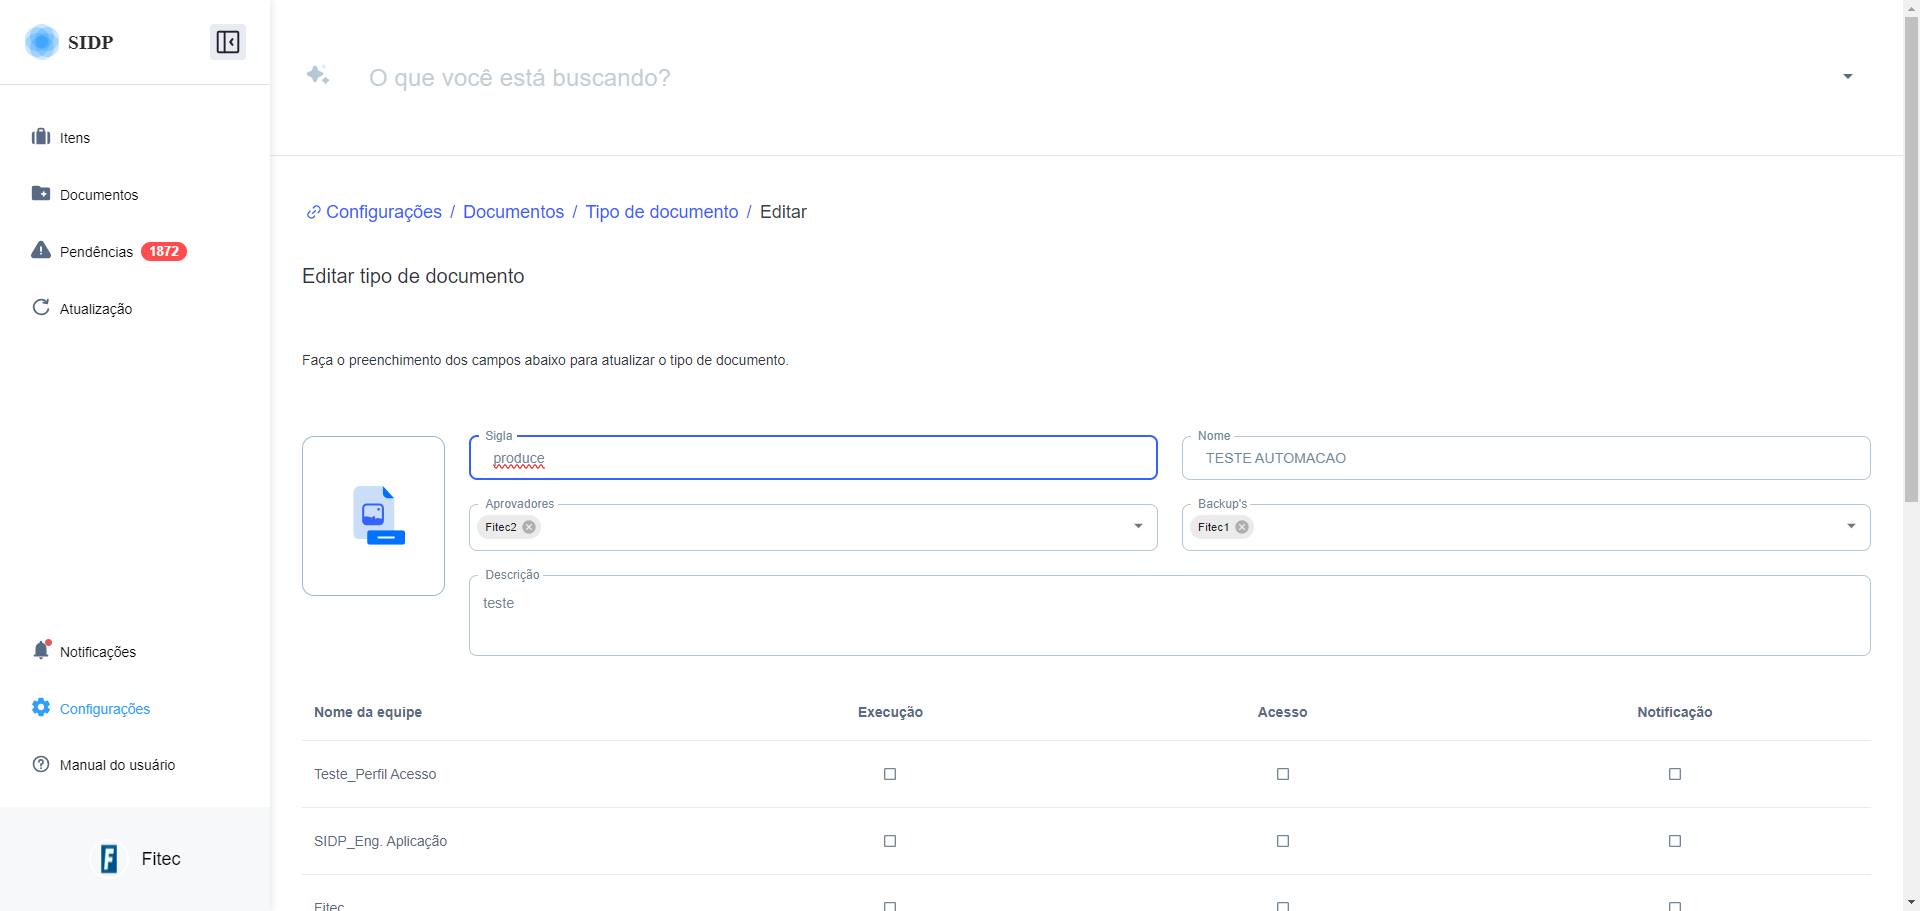 SIDP
O que você está buscando?
Itens
Documentos
Pendências 1872
Atualização
Configurações / Documentos / Tipo de documento / Editar
Editar tipo de documento
Faça o preenchimento dos campos abaixo para atualizar o tipo de documento.
Sigla
produce
Nome
TESTE AUTOMACAO
Aprovadores
Fitec2
Backup's
Fitec1
Descrição
teste
Nome da equipe Execução Acesso Notificação
Teste_Perfil Acesso
SIDP_Eng. Aplicação
Fitec
Notificações
Configurações
Manual do usuário
F Fitec